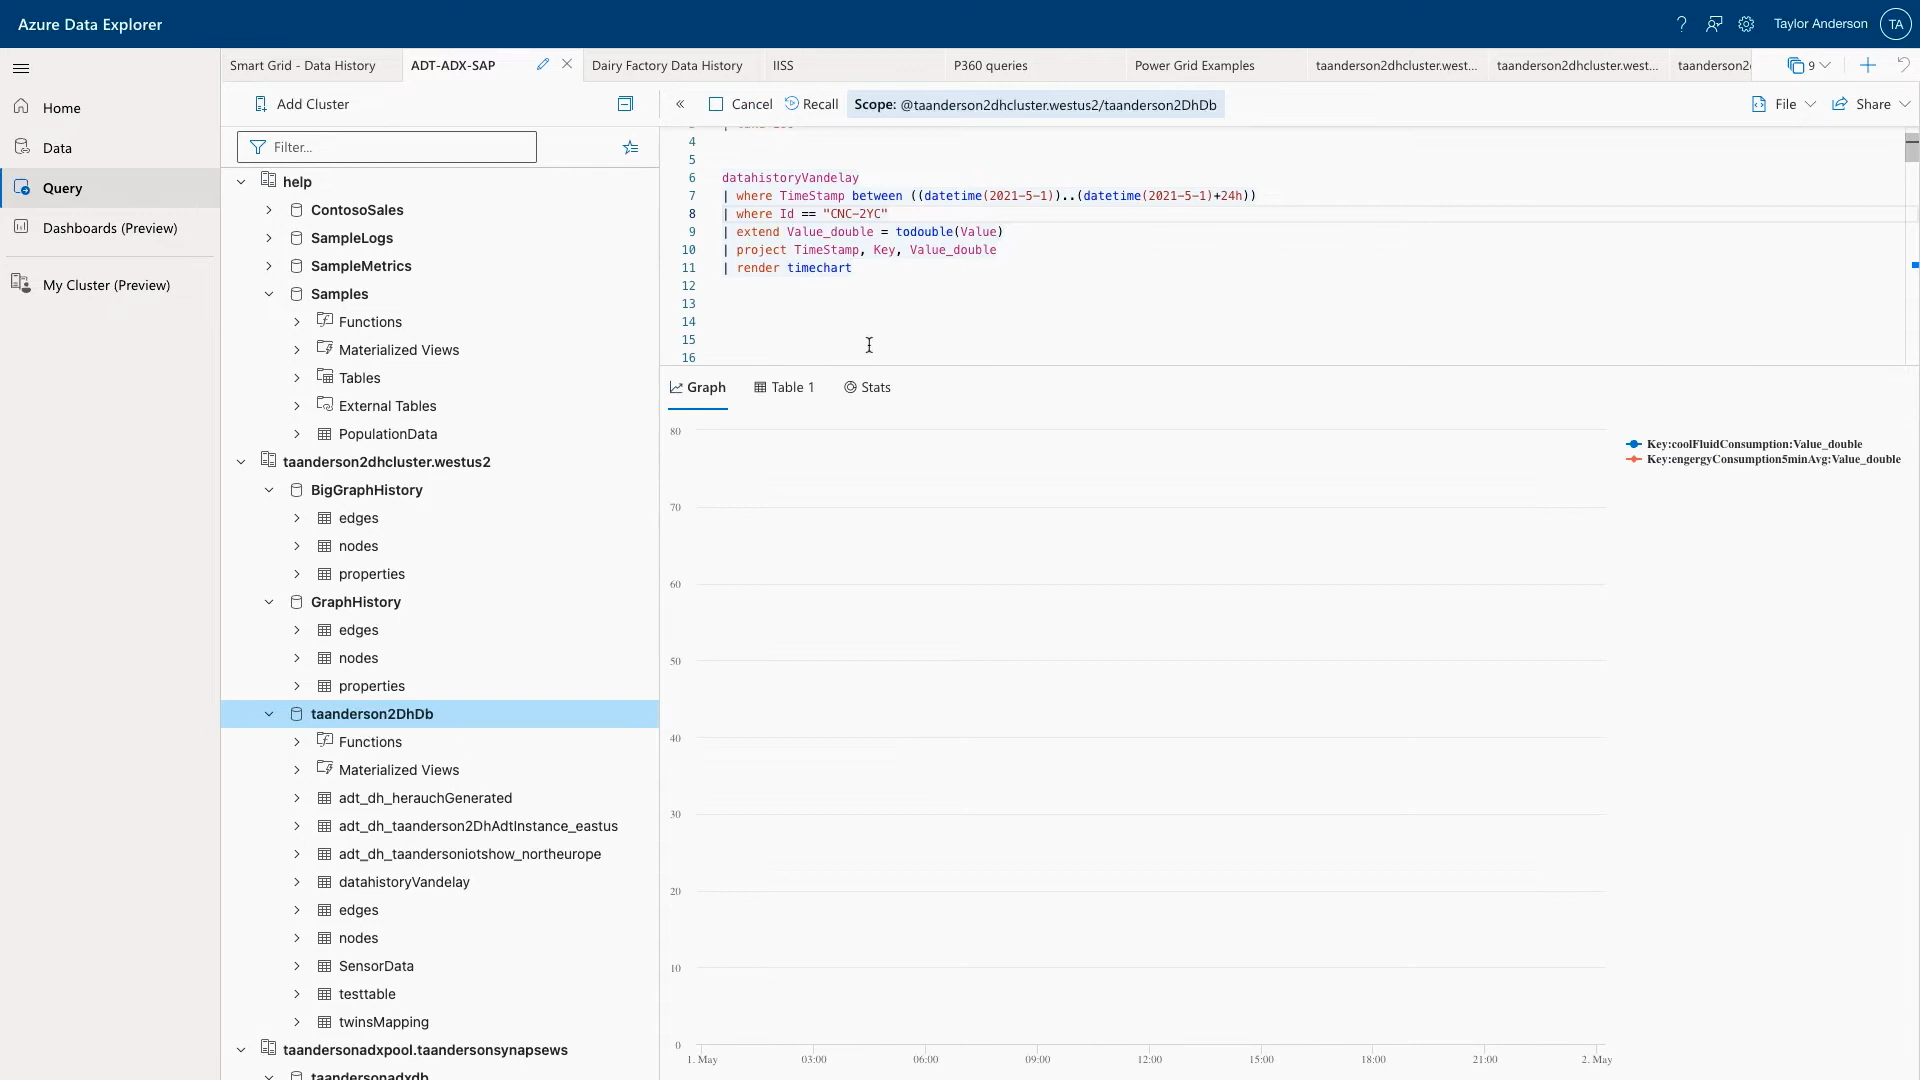 Azure Data Explorer
Taylor Anderson
TA
Smart Grid - Data History
ADT-ADX-SAP
Dairy Factory Data History
IISS
P360 queries
Power Grid Examples
taanderson2dhcluster.west...
taanderson2dhcluster.west...
taanderson2
9
Home
Data
Query
Dashboards (Preview)
My Cluster (Preview)
Add Cluster
Filter...
help
ContosoSales
SampleLogs
SampleMetrics
Samples
Functions
Materialized Views
Tables
External Tables
PopulationData
taanderson2dhcluster.westus2
BigGraphHistory
edges
nodes
properties
GraphHistory
edges
nodes
properties
taanderson2DhDb
Functions
Materialized Views
adt_dh_herauchGenerated
adt_dh_taanderson2DhAdtInstance_eastus
adt_dh_taandersoniotshow_northeurope
datahistoryVandelay
edges
nodes
SensorData
testtable
twinsMapping
taandersonadxpool.taandersonsynapsews
taandersonadxdb
Cancel
Recall
Scope: @taanderson2dhcluster.westus2/taanderson2DhDb
File
Share
4
5
6 datahistoryVandelay
7 | where TimeStamp between ((datetime(2021-5-1))..(datetime(2021-5-1)+24h))
8 | where Id == "CNC-2YC"
9 | extend Value_double = todouble(Value)
10 | project TimeStamp, Key, Value_double
11 | render timechart
12
13
14
15
16
Graph
Table 1
Stats
80
70
60
50
40
30
20
10
0
1. May
03:00
06:00
09:00
12:00
15:00
18:00
21:00
2. May
Key:coolFluidConsumption:Value_double
Key:engergyConsumption5minAvg:Value_double